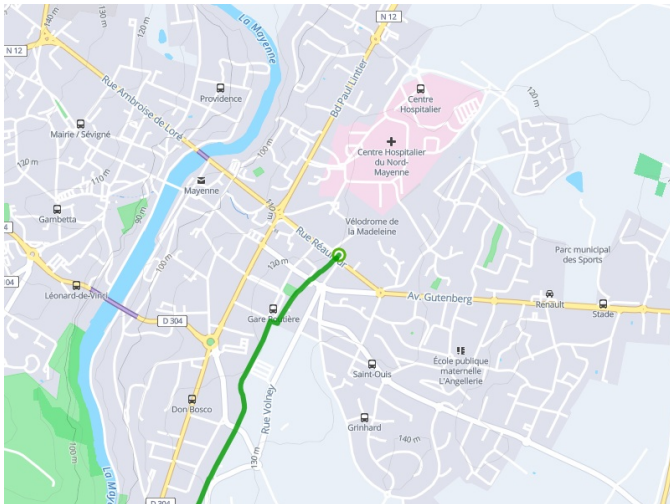 140 m
130 m
N 12
La Mayenne
N 12
120 m
Providence
Rue Ambroise de Loré
Bd Paul Lintier
Centre
Hospitalier
120 m
Mairie / Sévigné
Centre Hospitalier
du Nord-
Mayenne
100 m
120 m
110 m
Mayenne
Gambetta
90 m
110 m
Vélodrome de
la Madeleine
Rue Réaumur
Parc municipal
des Sports
100 m
120 m
Léonard-de-Vinci
Av. Gutenberg
Renault
Stade
D 304
Gare Routière
École publique
maternelle
L'Angellerie
Saint-Ouis
Don Bosco
Rue Volney
Grinhard
140 m
100 m
130 m
D 304